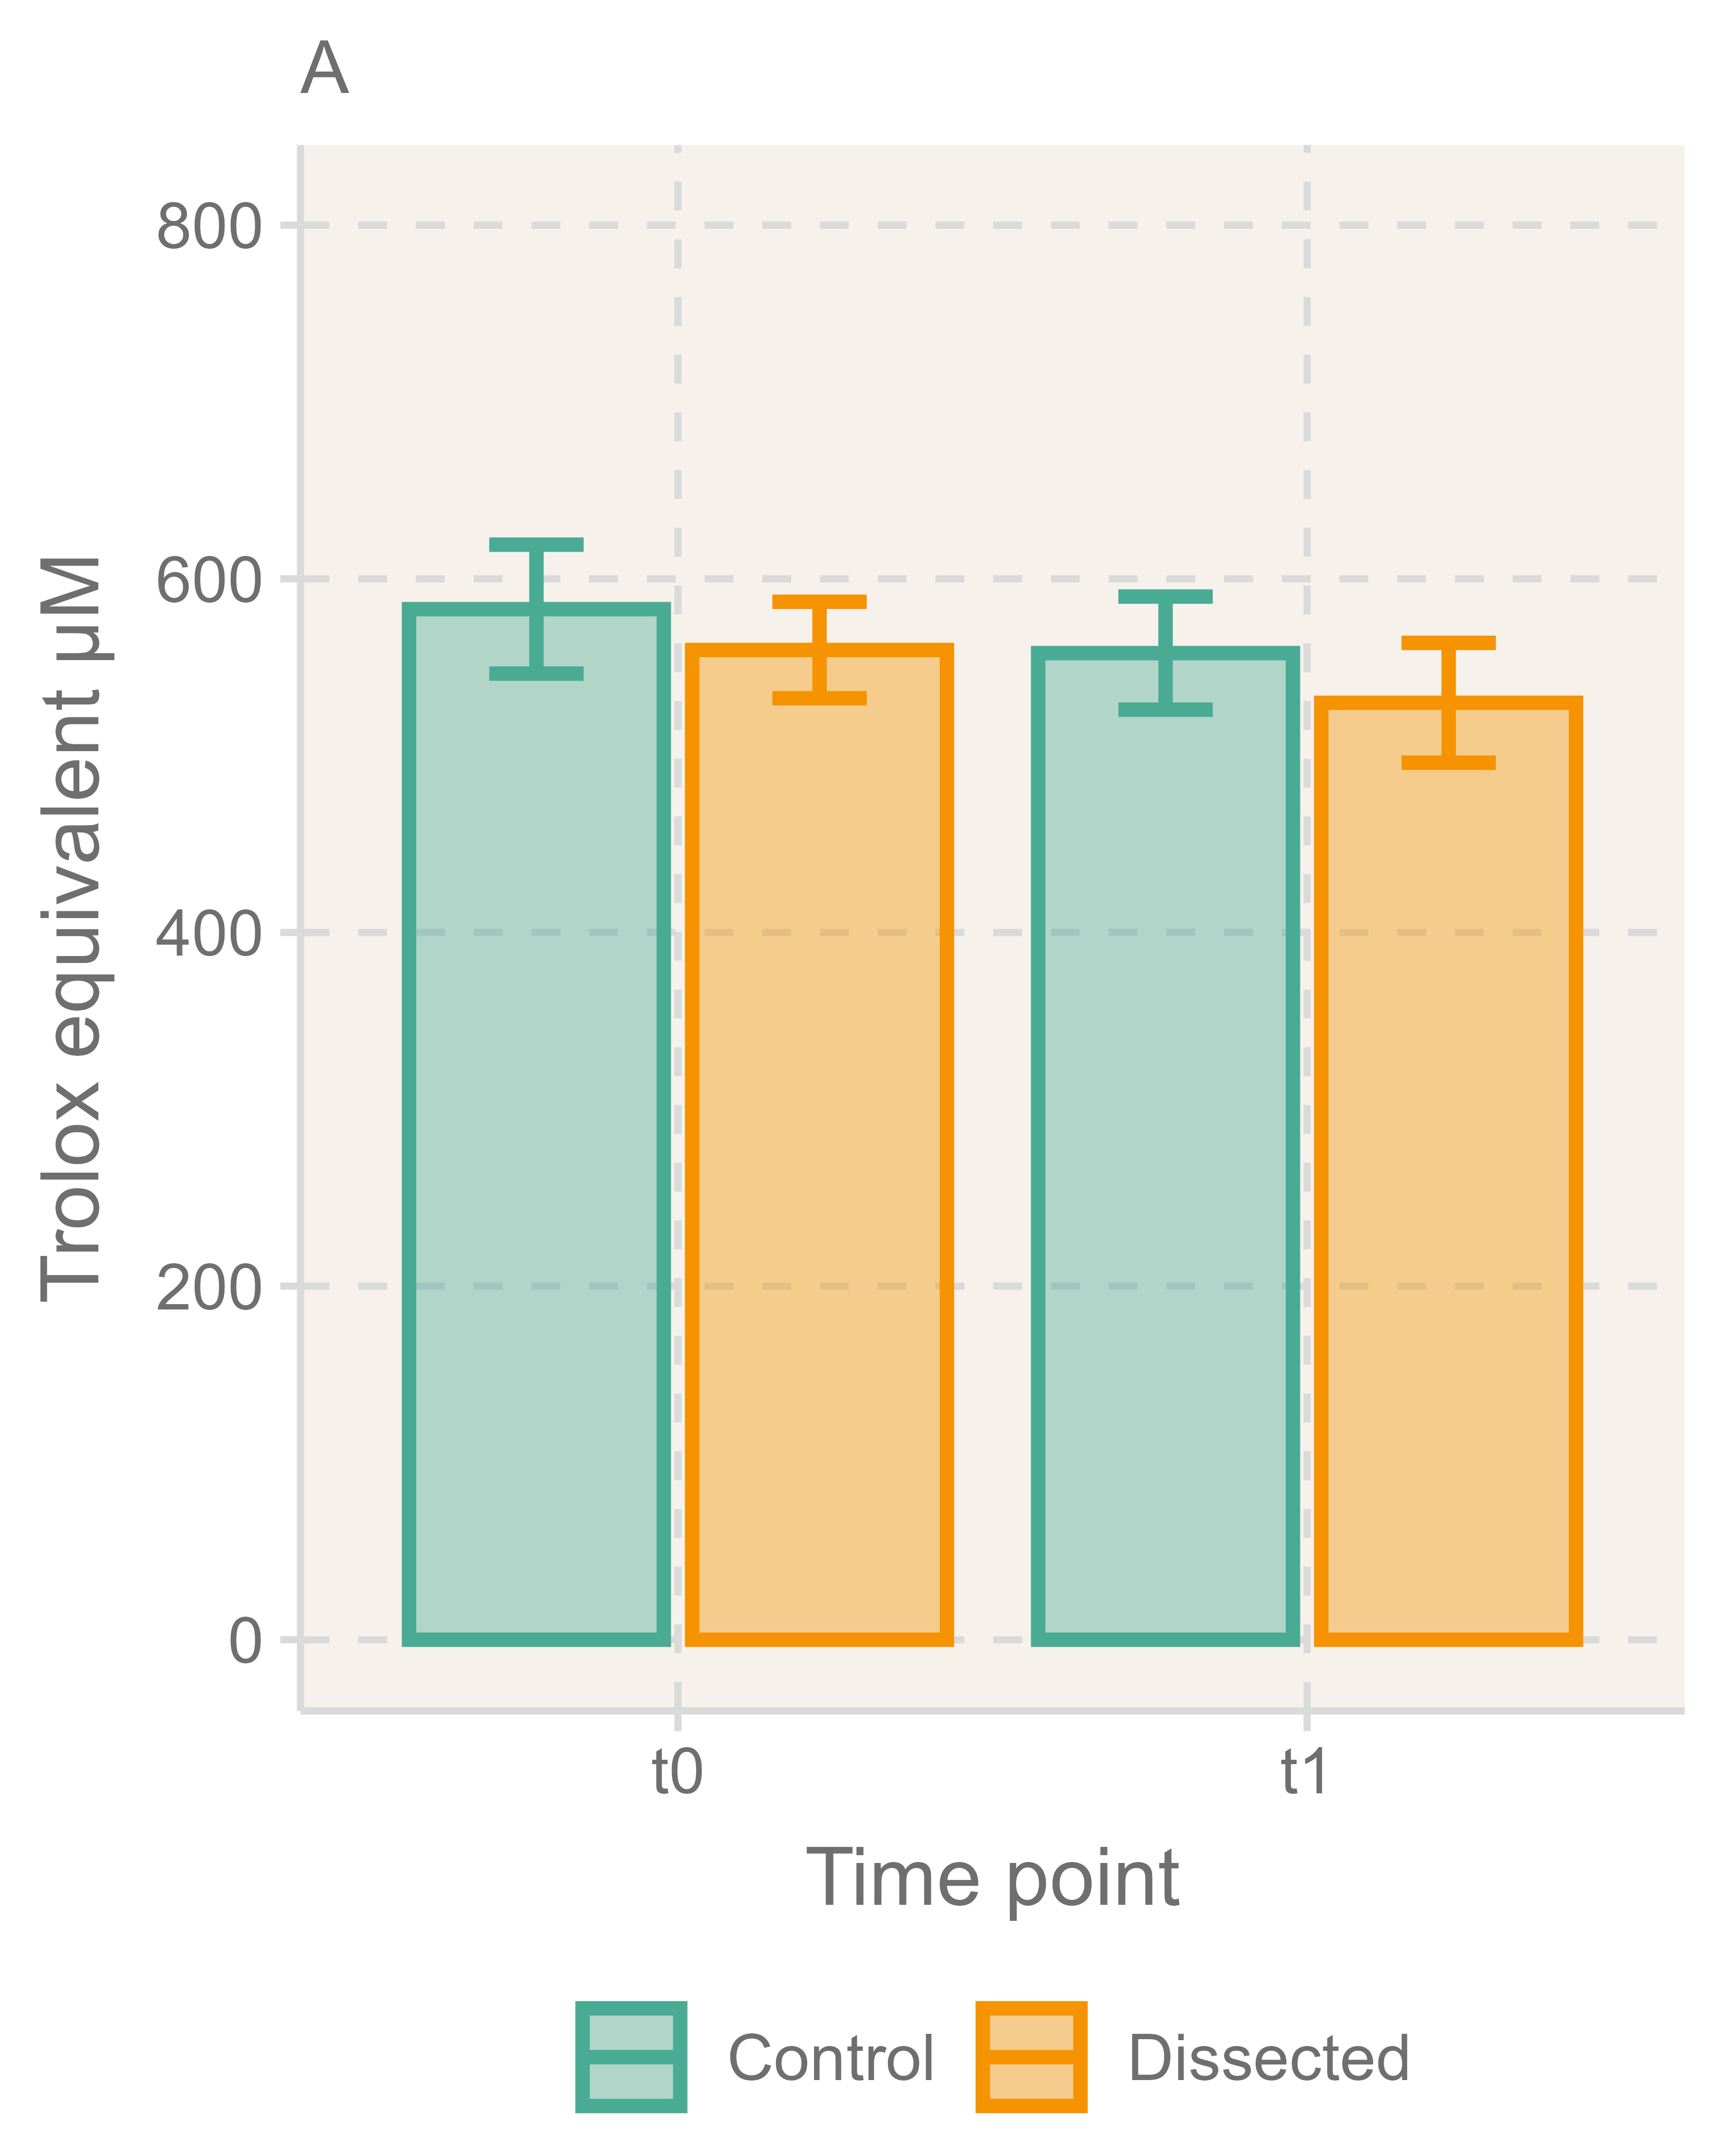 A
800
600
400
200
0
Trolox equivalent µM
t0 t1
Time point
Control Dissected